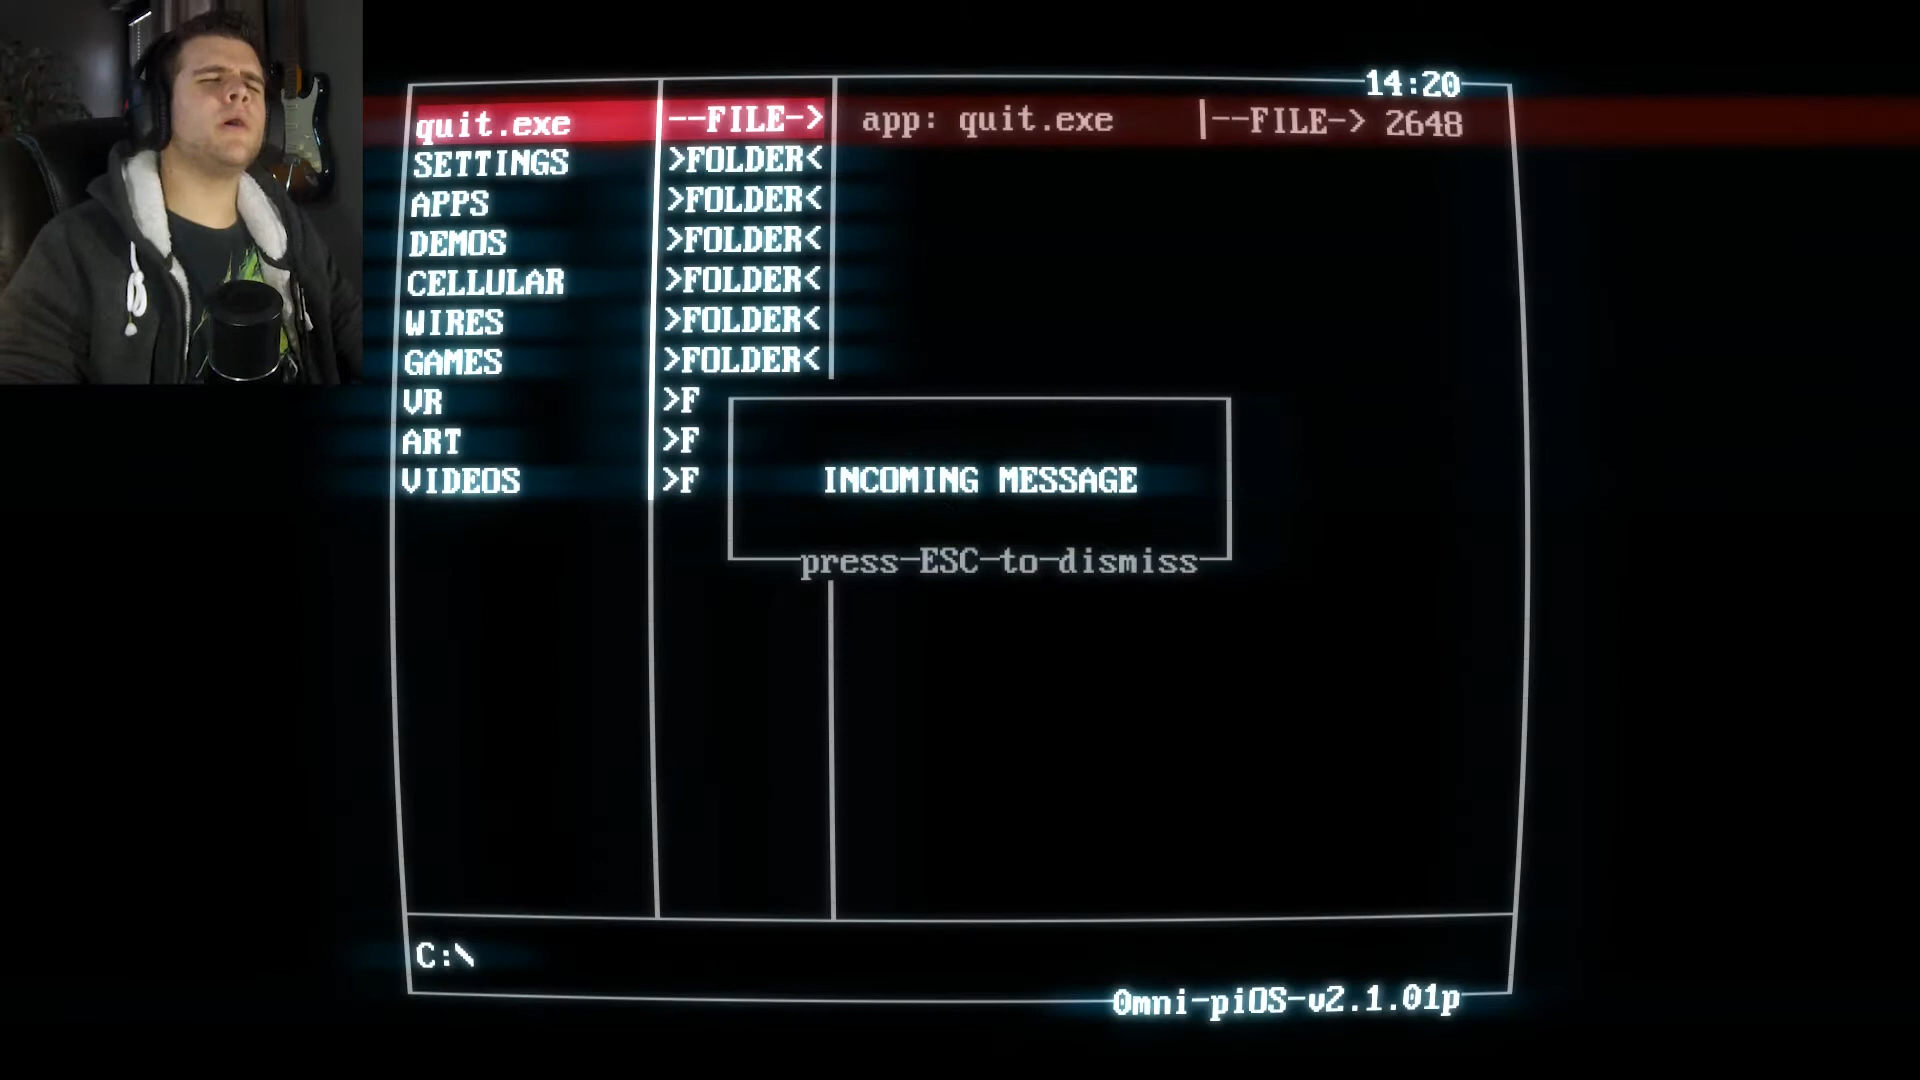 14:20
quit.exe --FILE-> app: quit.exe |--FILE-> 2648
SETTINGS >FOLDER<
APPS >FOLDER<
DEMOS >FOLDER<
CELLULAR >FOLDER<
WIRES >FOLDER<
GAMES >FOLDER<
VR >F
ART >F
VIDEOS >F
INCOMING MESSAGE
press-ESC-to-dismiss
C:\
0mni-piOS-v2.1.01p